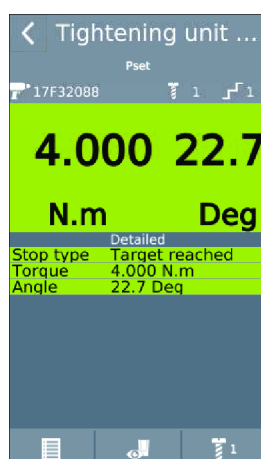 Tightening unit ...
Pset
17F32088 1 1
4.000 22.7
N.m Deg
Detailed
Stop type Target reached
Torque 4.000 N.m
Angle 22.7 Deg
1